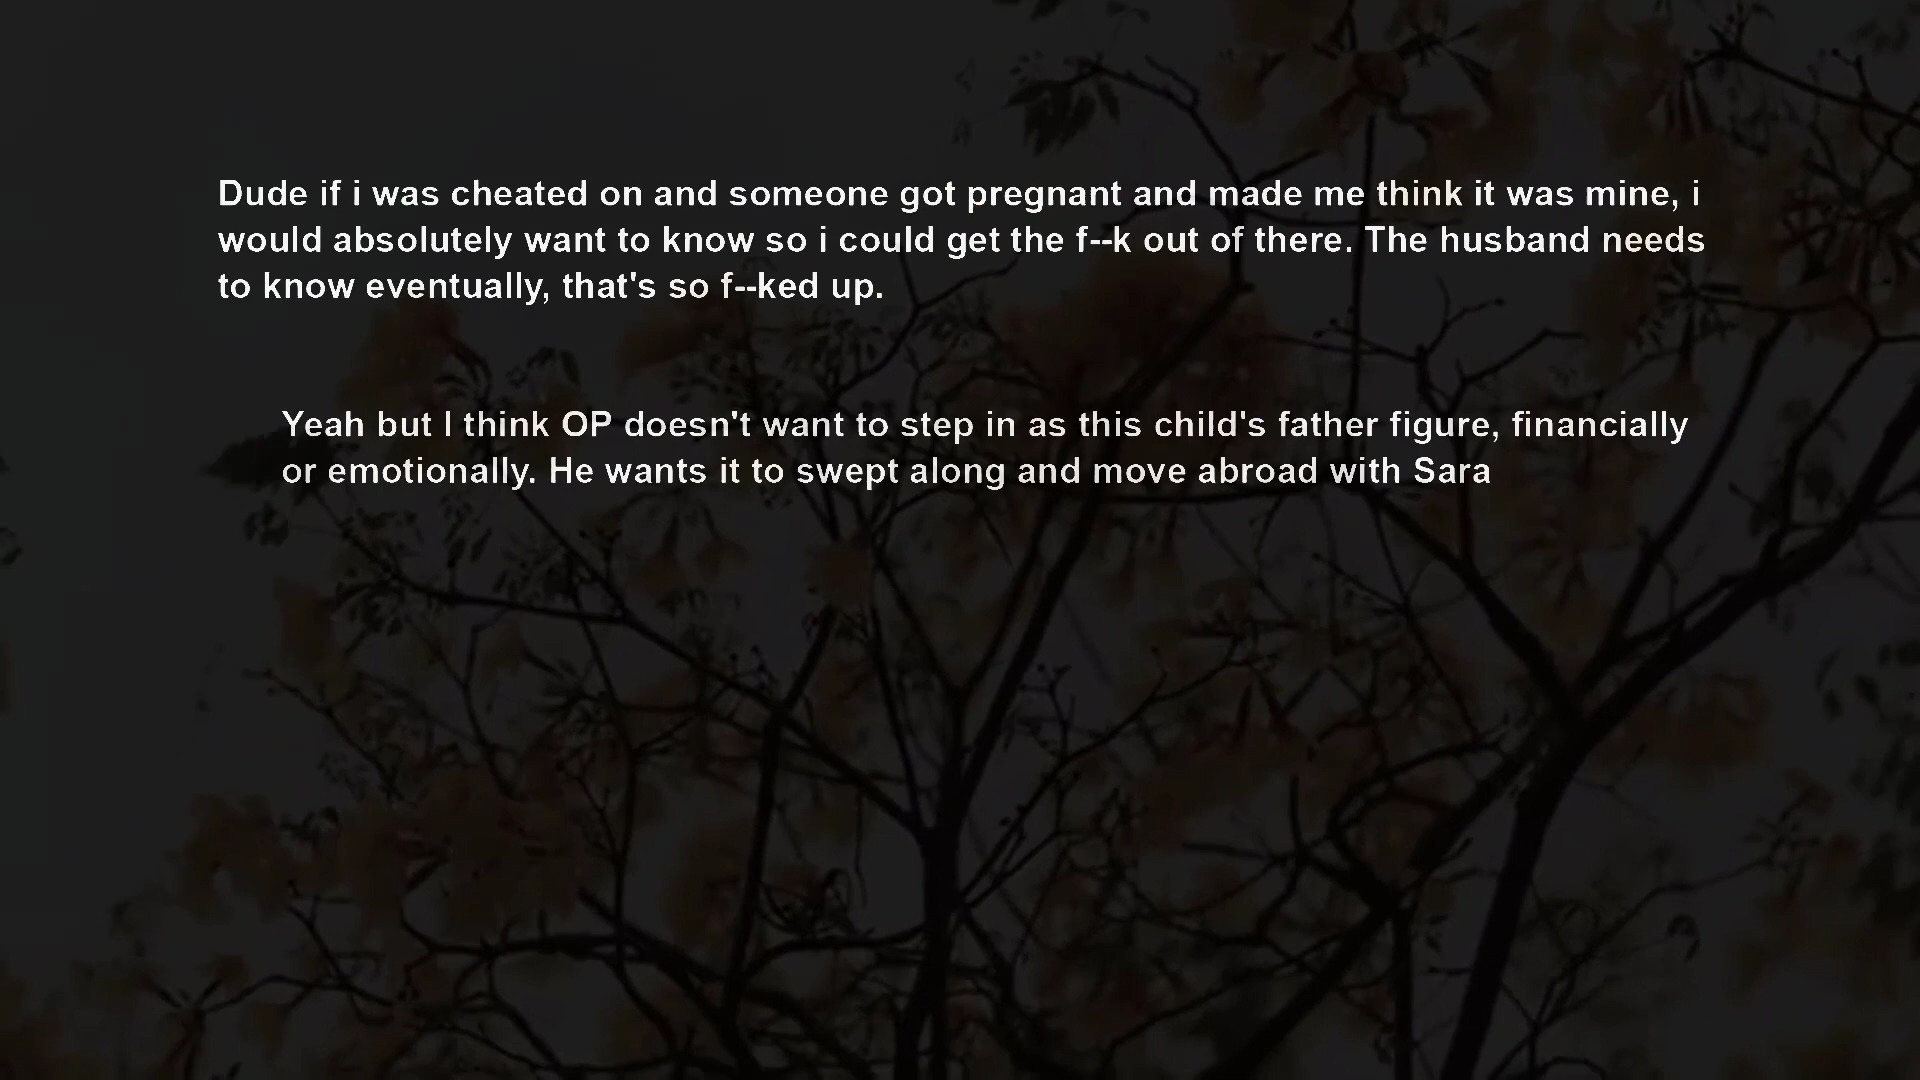 Dude if i was cheated on and someone got pregnant and made me think it was mine, i
would absolutely want to know so i could get the f--k out of there. The husband needs
to know eventually, that's so f--ked up.
Yeah but I think OP doesn't want to step in as this child's father figure, financially
or emotionally. He wants it to swept along and move abroad with Sara